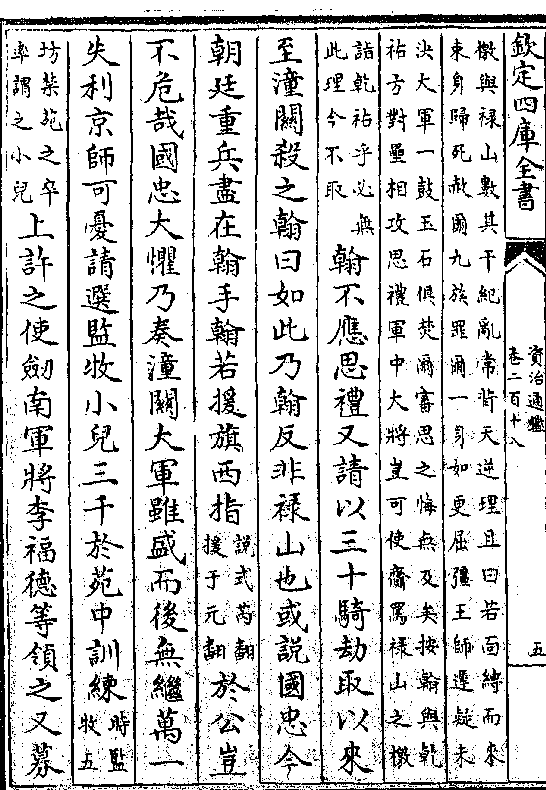 欽定四庫全書
資治通鑑
卷二百十八
五
檄與禄山數其干紀亂常背天逆理且曰若面縛而來
束身歸死赦爾九族罪爾一身如更屈彊王師遲疑未
決大軍一鼓玉石俱焚爾審思之悔無及矣按翰與乾
祐方對壘相攻思禮軍中大將豈可使齎罵禄山之檄
詣乾祐乎必無此理今不取翰不應思禮又請以三十騎劫取以來
至潼關殺之翰曰如此乃翰反非禄山也或說國忠今
朝廷重兵盡在翰手翰若援旗西指說式芮翻援于元翻於公豈
不危哉國忠大懼乃奏潼關大軍雖盛而後無繼萬一
失利京師可憂請選監牧小兒三千於苑中訓練時監牧五
坊禁苑之卒率謂之小兒上許之使劒南軍將李福德等領之又募